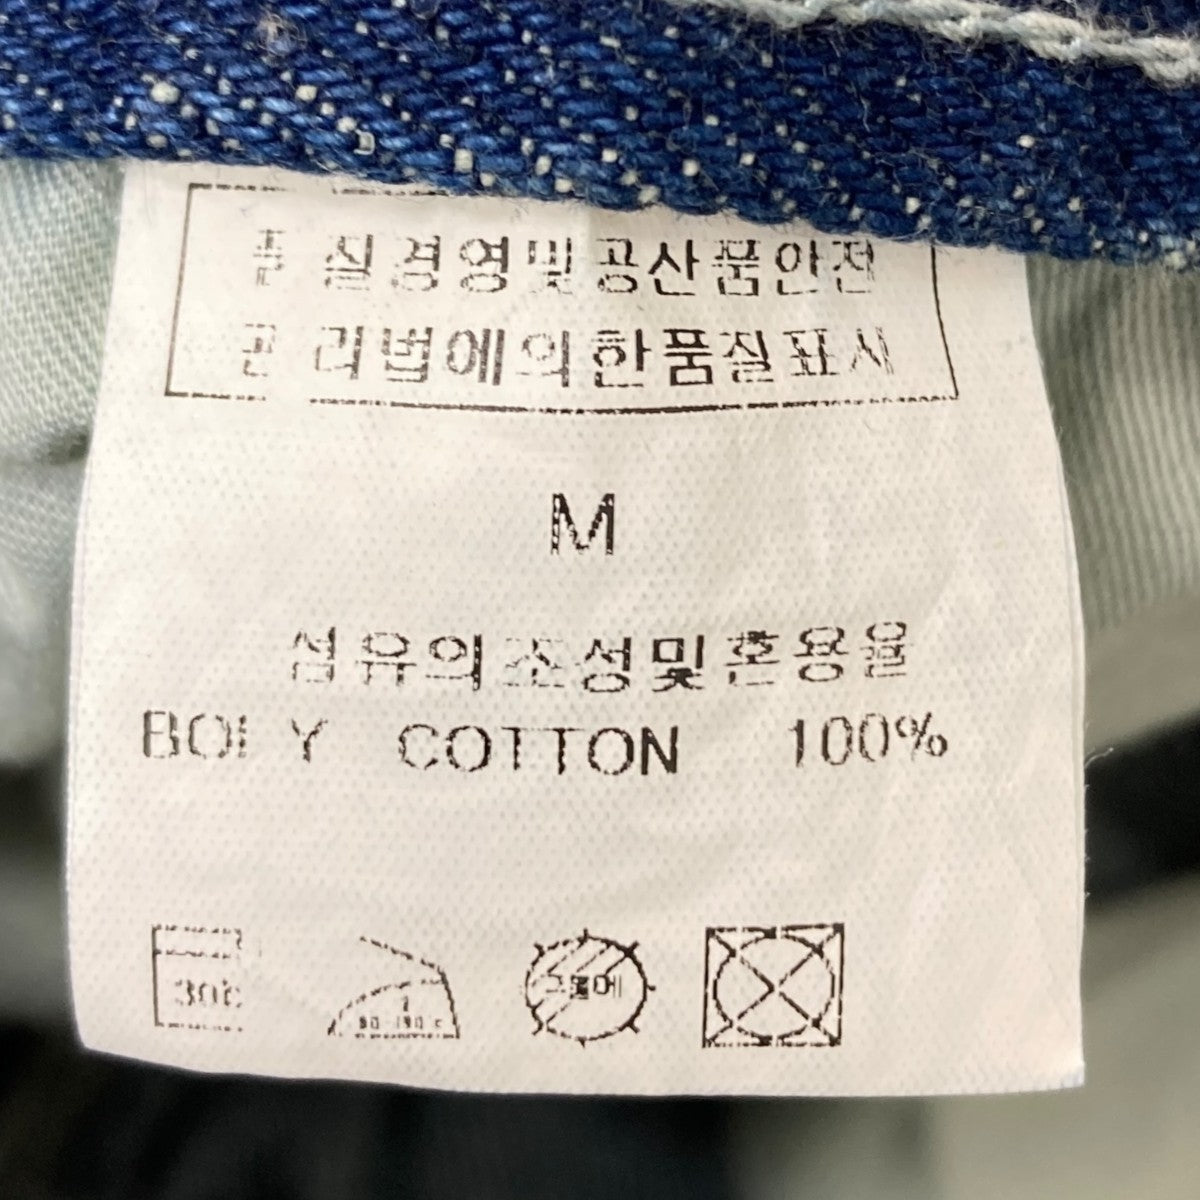 품질경영및공산품안전
관리법에의한품질표시
M
섬유의조성및혼용율
BODY COTTON 100%
그늘에